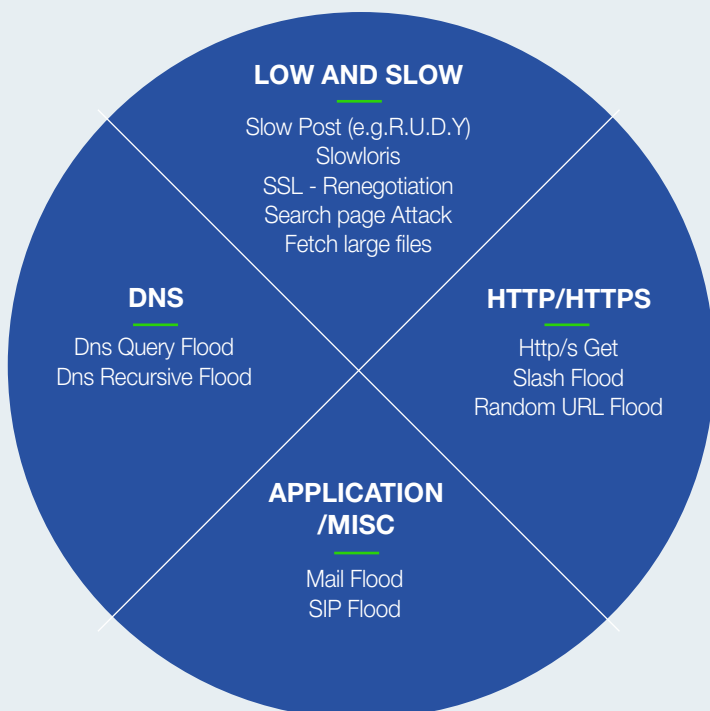 LOW AND SLOW
Slow Post (e.g.R.U.D.Y)
Slowloris
SSL - Renegotiation
Search page Attack
Fetch large files
DNS
Dns Query Flood
Dns Recursive Flood
HTTP/HTTPS
Http/s Get
Slash Flood
Random URL Flood
APPLICATION
/MISC
Mail Flood
SIP Flood